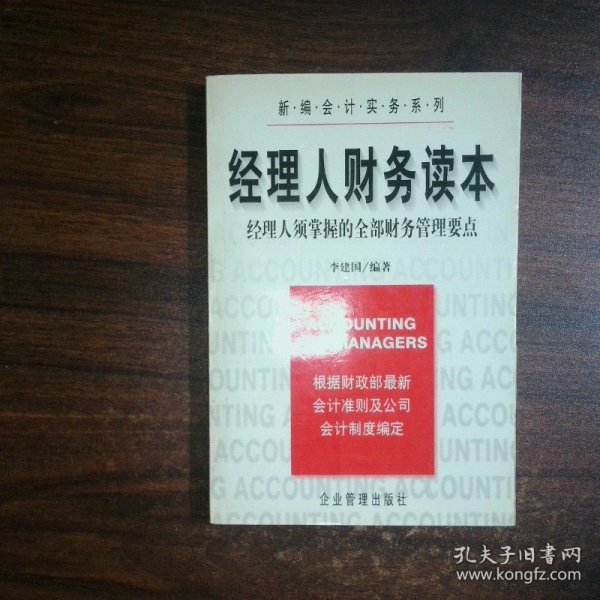 新·编·会·计·实·务·系·列
经理人财务读本
经理人须掌握的全部财务管理要点
李建国/编著
OUNTING
ANAGERS
根据财政部最新
会计准则及公司
会计制度编定
企业管理出版社
孔夫子旧书网
www.kongfz.com